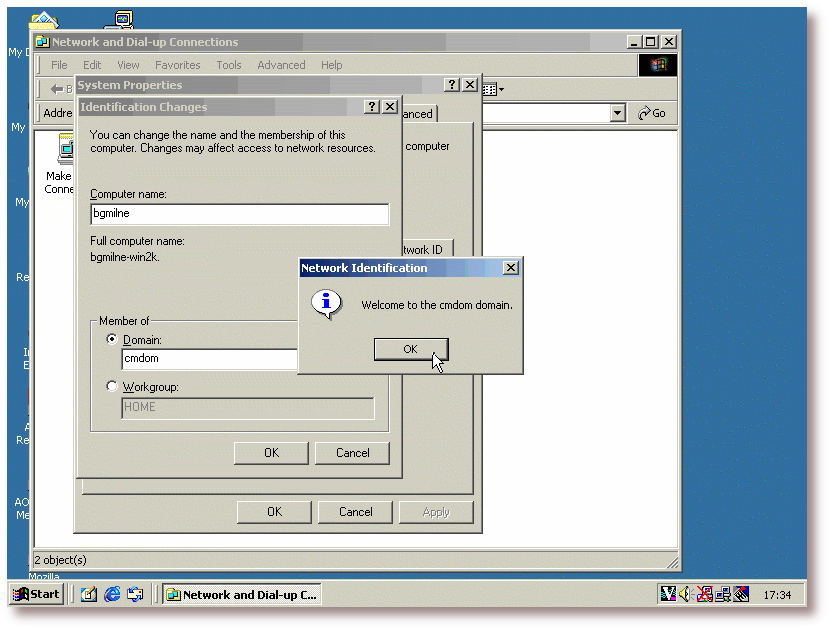 Network and Dial-up Connections
My D
File Edit View Favorites Tools Advanced Help
System Properties
B
Identification Changes
Addre
anced
Go
My
You can change the name and the membership of this
computer. Changes may affect access to network resources.
computer
Make
Conne
Computer name:
My
bgmilne
Full computer name:
twork ID
bgmilne-win2k.
Network Identification
Re
Welcome to the cmdom domain.
Member of
Domain:
OK
In
cmdom
E
Workgroup:
HOME
A
Re
OK Cancel
AO
Me
OK Cancel Apply
2 object(s)
Mozilla
Start
Network and Dial-up C...
17:34